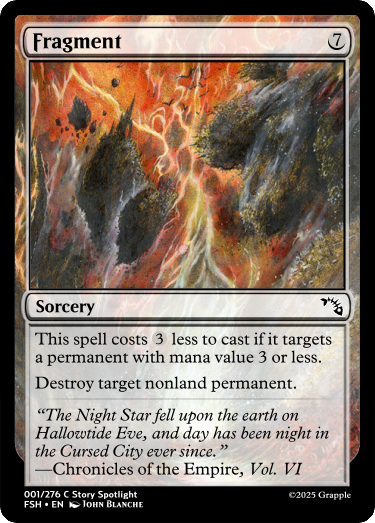 Fragment 7
Sorcery
This spell costs 3 less to cast if it targets
a permanent with mana value 3 or less.
Destroy target nonland permanent.
“The Night Star fell upon the earth on
Hallowtide Eve, and day has been night in
the Cursed City ever since.”
—Chronicles of the Empire, Vol. VI
001/276 C Story Spotlight
FSH • EN John Blanche
©2025 Grapple